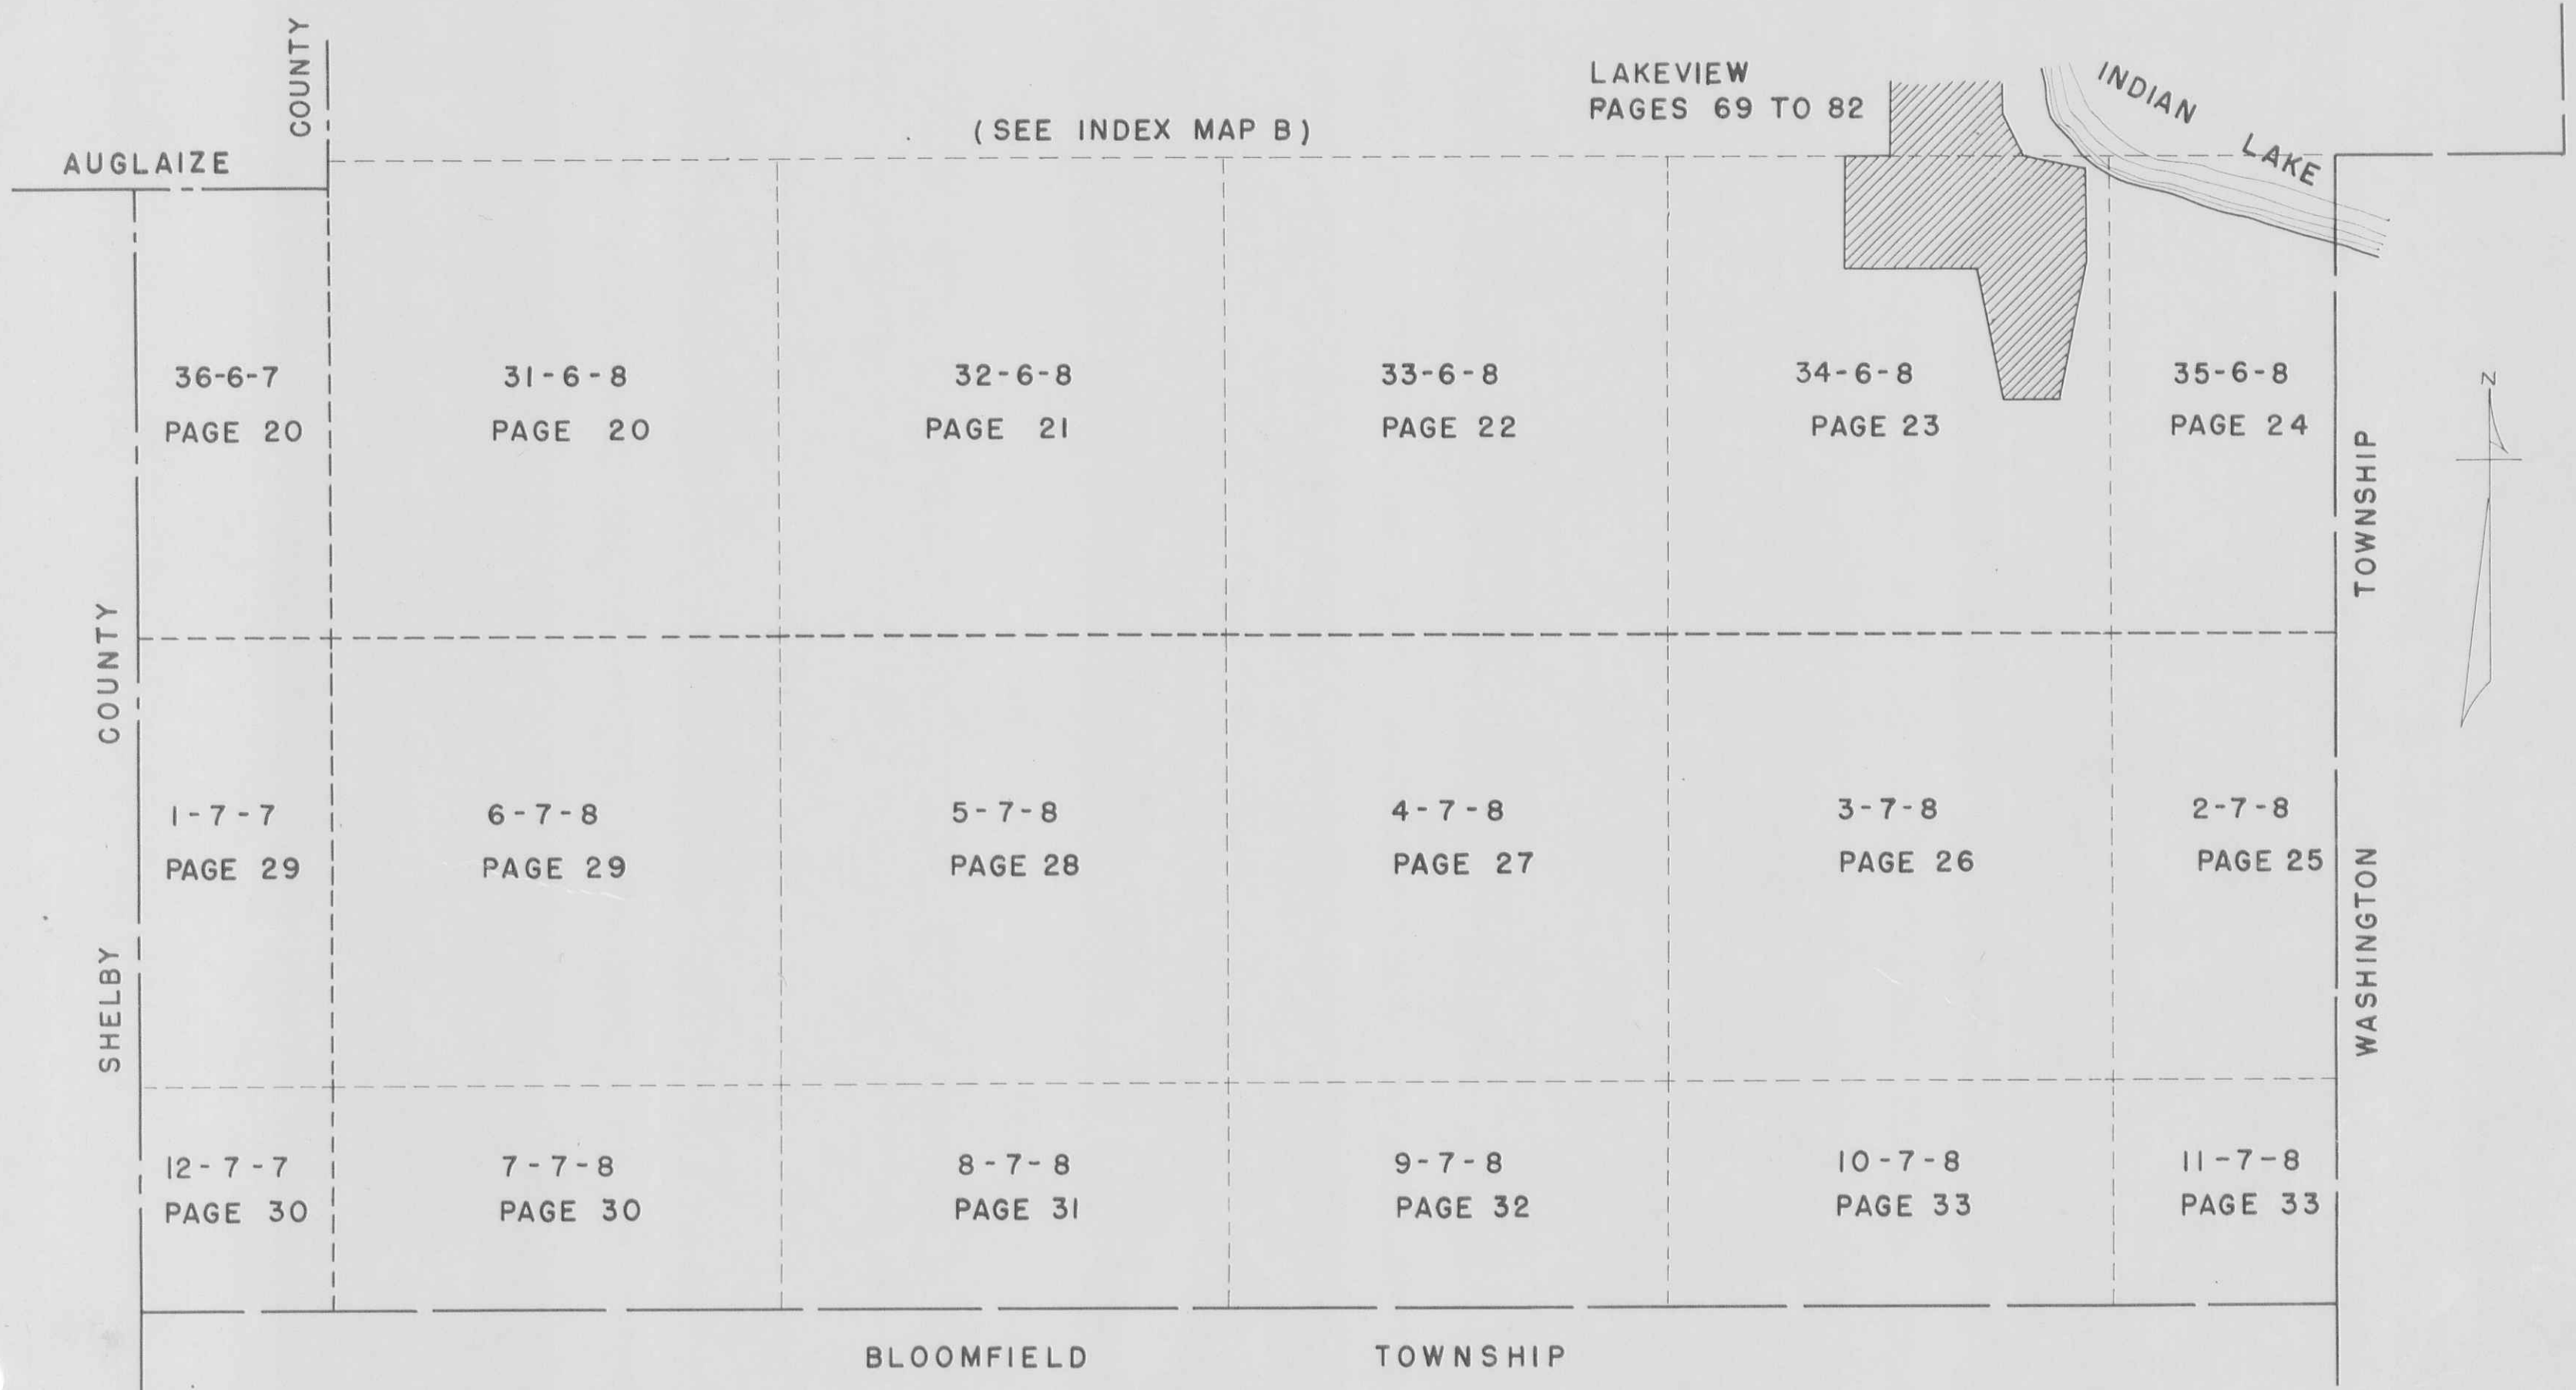 COUNTY
AUGLAIZE
(SEE INDEX MAP B)
LAKEVIEW
PAGES 69 TO 82
INDIAN LAKE
36-6-7
PAGE 20
31-6-8
PAGE 20
32-6-8
PAGE 21
33-6-8
PAGE 22
34-6-8
PAGE 23
35-6-8
PAGE 24
N
SHELBY COUNTY
WASHINGTON TOWNSHIP
1-7-7
PAGE 29
6-7-8
PAGE 29
5-7-8
PAGE 28
4-7-8
PAGE 27
3-7-8
PAGE 26
2-7-8
PAGE 25
12-7-7
PAGE 30
7-7-8
PAGE 30
8-7-8
PAGE 31
9-7-8
PAGE 32
10-7-8
PAGE 33
11-7-8
PAGE 33
BLOOMFIELD TOWNSHIP